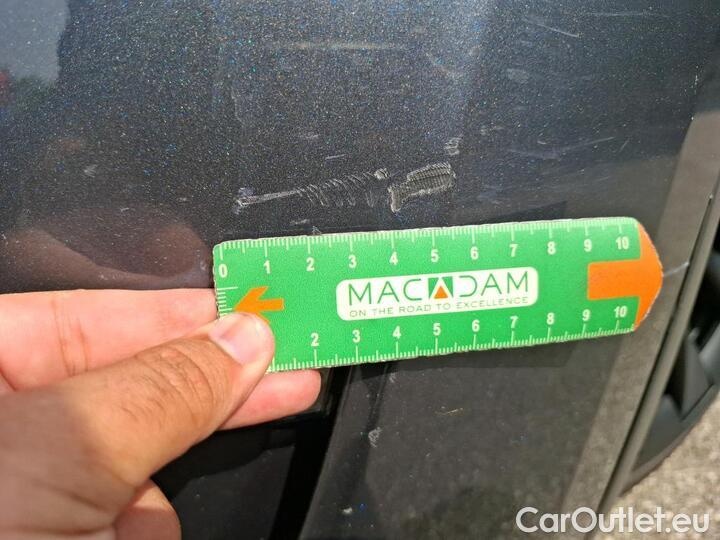 0 1 2 3 4 5 6 7 8 9 10
MACADAM
ON THE ROAD TO EXCELLENCE
2 3 4 5 6 7 8 9 10
CarOutlet.eu